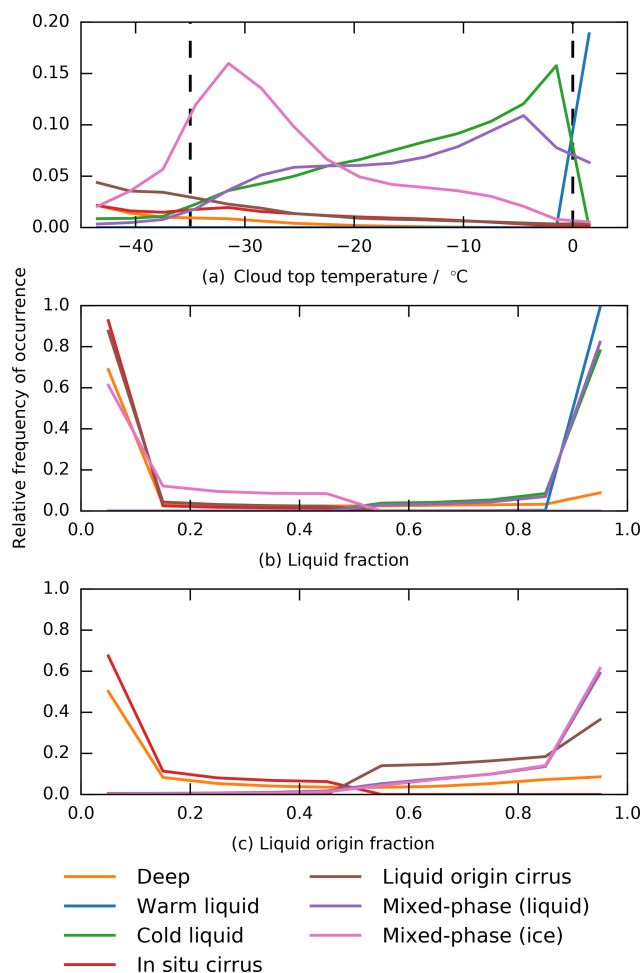 0.20
0.15
0.10
0.05
0.00
−40 −30 −20 −10 0
(a) Cloud top temperature / °C
Relative frequency of occurrence
1.0
0.8
0.6
0.4
0.2
0.0
0.0 0.2 0.4 0.6 0.8 1.0
(b) Liquid fraction
1.0
0.8
0.6
0.4
0.2
0.0
0.0 0.2 0.4 0.6 0.8 1.0
(c) Liquid origin fraction
Deep
Warm liquid
Cold liquid
In situ cirrus
Liquid origin cirrus
Mixed-phase (liquid)
Mixed-phase (ice)